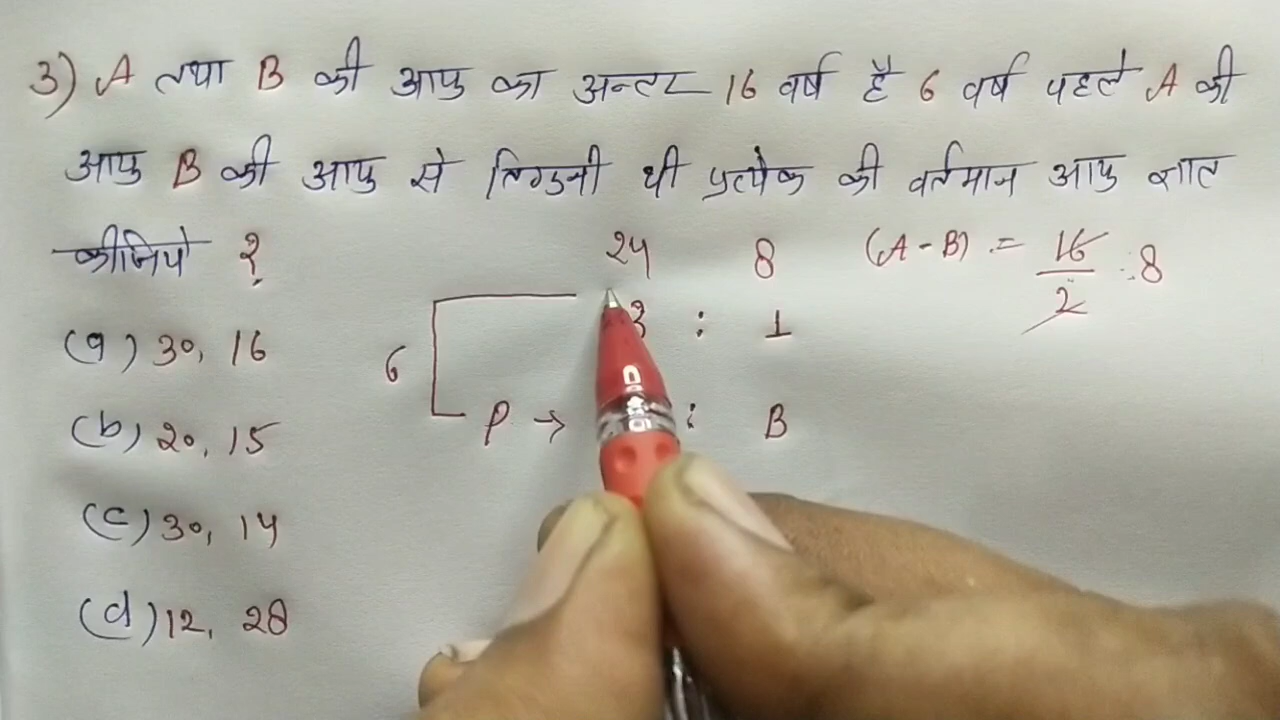 3) A तथा B की आयु का अन्तर 16 वर्ष है 6 वर्ष पहले A की
आयु B की आयु से तिगुनी थी प्रत्येक की वर्तमान आयु ज्ञात
कीजिये ?
24 8 (A-B) = 16/2 : 8
(a) 30, 16
3 : 1
6
(b) 20, 15
P → : B
(c) 30, 14
(d) 12, 28